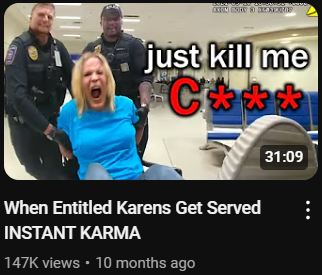 just kill me
C***
31:09
When Entitled Karens Get Served
INSTANT KARMA
147K views • 10 months ago